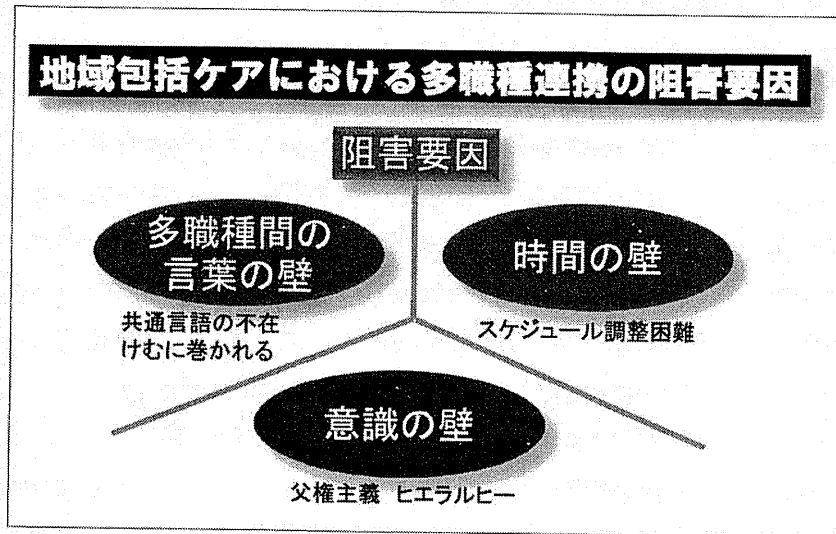 地域包括ケアにおける多職種連携の阻害要因
阻害要因
多職種間の
言葉の壁
共通言語の不在
けむに巻かれる
時間の壁
スケジュール調整困難
意識の壁
父権主義 ヒエラルヒー